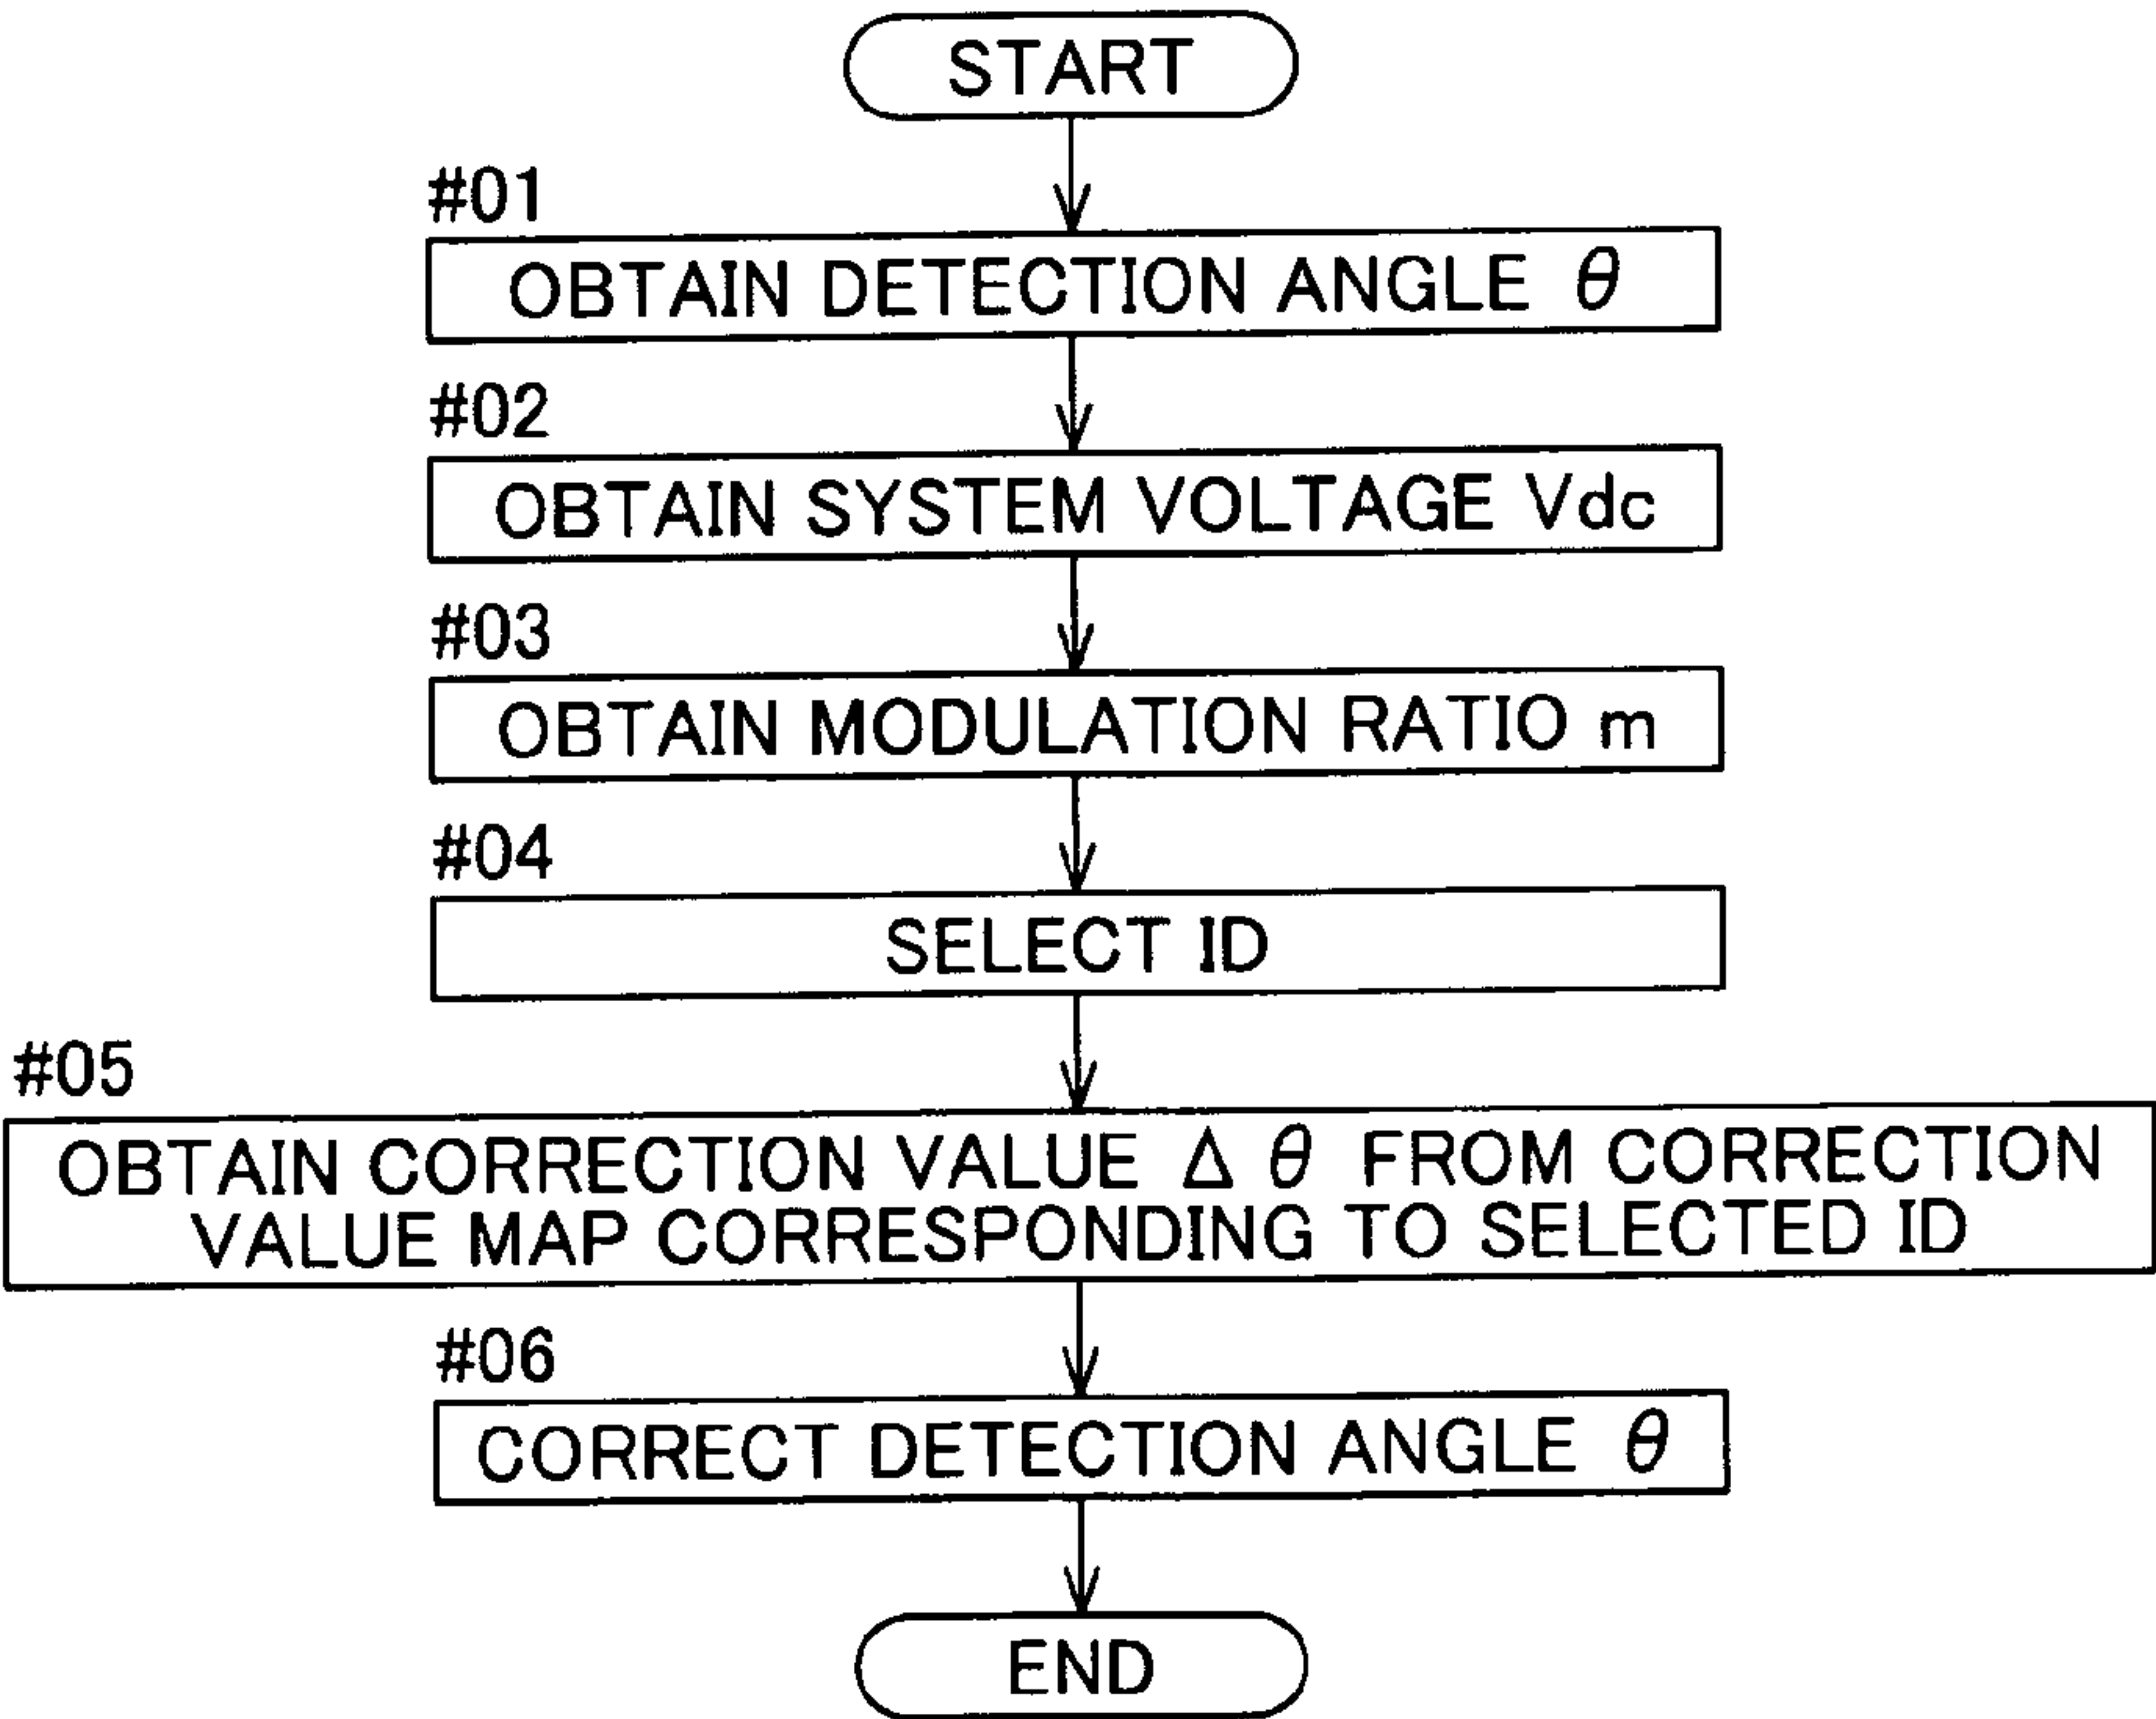 START
#01
OBTAIN DETECTION ANGLE θ
#02
OBTAIN SYSTEM VOLTAGE Vdc
#03
OBTAIN MODULATION RATIO m
#04
SELECT ID
#05
OBTAIN CORRECTION VALUE Δ θ FROM CORRECTION
VALUE MAP CORRESPONDING TO SELECTED ID
#06
CORRECT DETECTION ANGLE θ
END